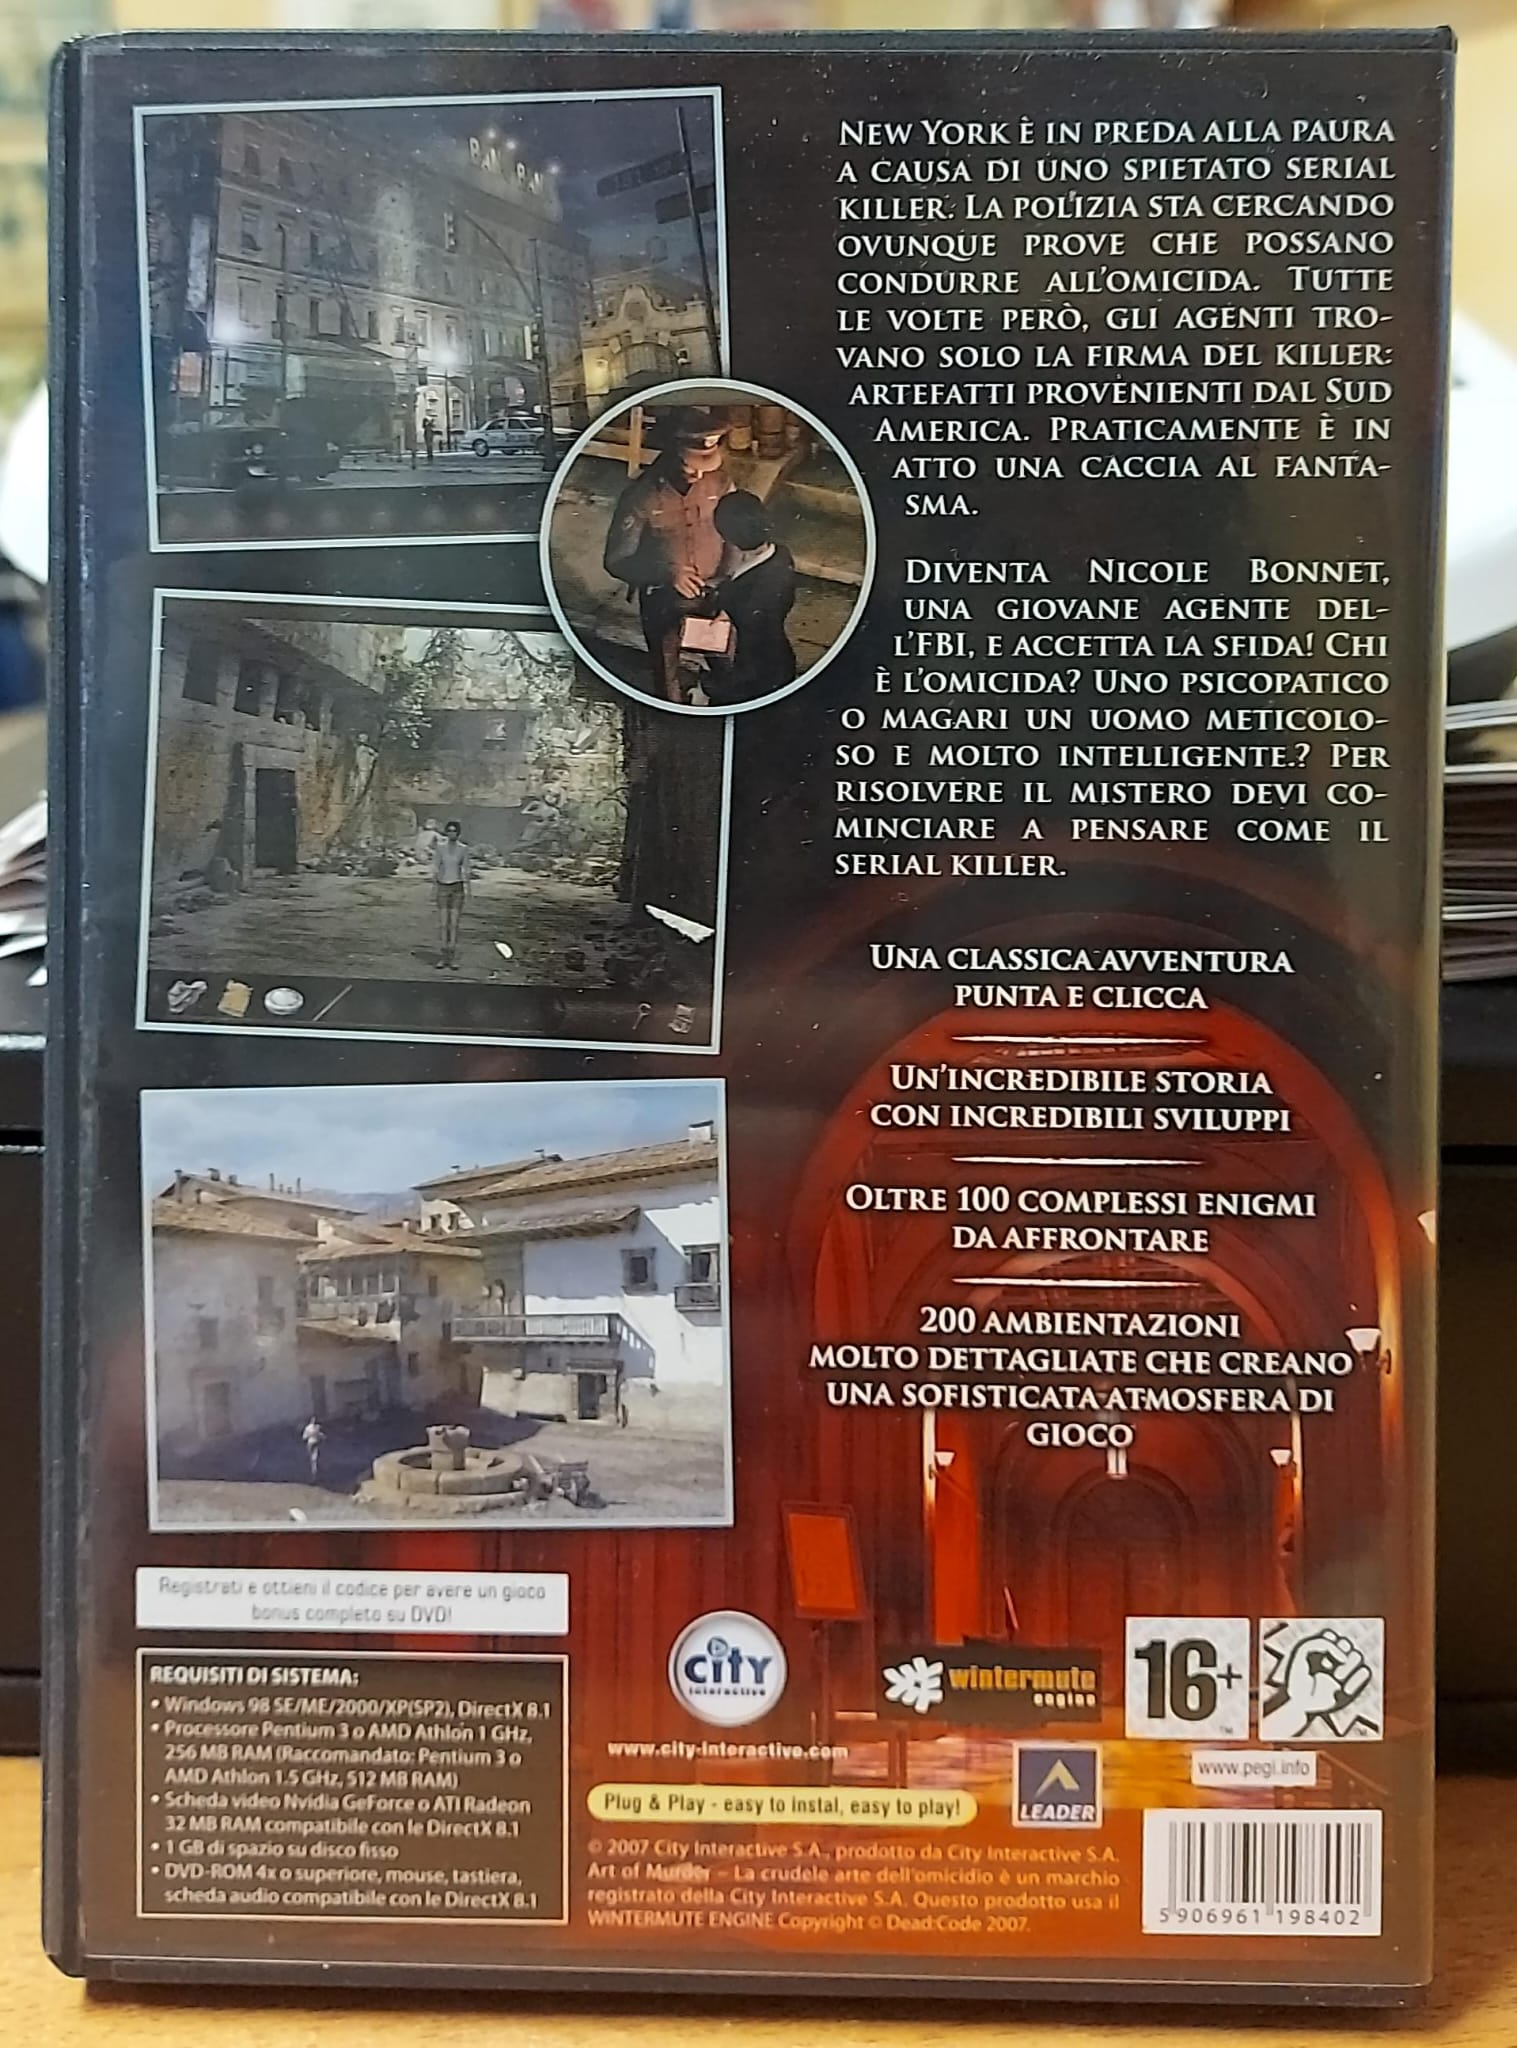 NEW YORK È IN PREDA ALLA PAURA
A CAUSA DI UNO SPIETATO SERIAL
KILLER. LA POLIZIA STA CERCANDO
OVUNQUE PROVE CHE POSSANO
CONDURRE ALL'OMICIDA. TUTTE
LE VOLTE PERÒ, GLI AGENTI TRO-
VANO SOLO LA FIRMA DEL KILLER:
ARTEFATTI PROVENIENTI DAL SUD
AMERICA. PRATICAMENTE È IN
ATTO UNA CACCIA AL FANTA-
SMA.
DIVENTA NICOLE BONNET,
UNA GIOVANE AGENTE DEL-
L'FBI, E ACCETTA LA SFIDA! CHI
È L'OMICIDA? UNO PSICOPATICO
O MAGARI UN UOMO METICOLO-
SO E MOLTO INTELLIGENTE.? PER
RISOLVERE IL MISTERO DEVI CO-
MINCIARE A PENSARE COME IL
SERIAL KILLER.
UNA CLASSICA AVVENTURA
PUNTA E CLICCA
UN'INCREDIBILE STORIA
CON INCREDIBILI SVILUPPI
OLTRE 100 COMPLESSI ENIGMI
DA AFFRONTARE
200 AMBIENTAZIONI
MOLTO DETTAGLIATE CHE CREANO
UNA SOFISTICATA ATMOSFERA DI
GIOCO
Registrati e ottieni il codice per avere un gioco
bonus completo su DVD!
REQUISITI DI SISTEMA:
• Windows 98 SE/ME/2000/XP(SP2), DirectX 8.1
• Processore Pentium 3 o AMD Athlon 1 GHz,
256 MB RAM (Raccomandato: Pentium 3 o
AMD Athlon 1.5 GHz, 512 MB RAM)
• Scheda video Nvidia GeForce o ATI Radeon
32 MB RAM compatibile con le DirectX 8.1
• 1 GB di spazio su disco fisso
• DVD-ROM 4x o superiore, mouse, tastiera,
scheda audio compatibile con le DirectX 8.1
city
interactive
www.city-interactive.com
wintermute
engine
16+
™
™
www.pegi.info
LEADER
Plug & Play - easy to instal, easy to play!
© 2007 City Interactive S.A., prodotto da City Interactive S.A.
Art of Murder – La crudele arte dell'omicidio è un marchio
registrato della City Interactive S.A. Questo prodotto usa il
WINTERMUTE ENGINE Copyright © Dead:Code 2007.
5 906961 198402